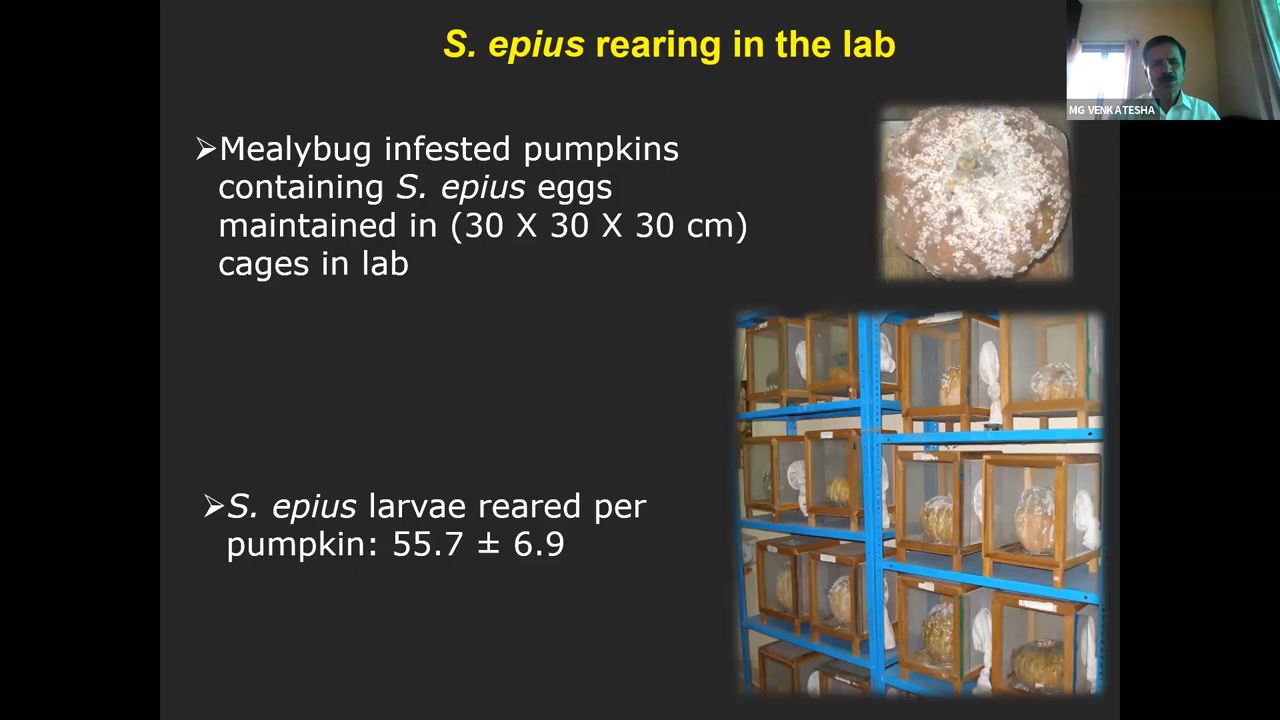 S. epius rearing in the lab
MG VENKATESHA
➢Mealybug infested pumpkins
containing S. epius eggs
maintained in (30 X 30 X 30 cm)
cages in lab
➢S. epius larvae reared per
pumpkin: 55.7 ± 6.9